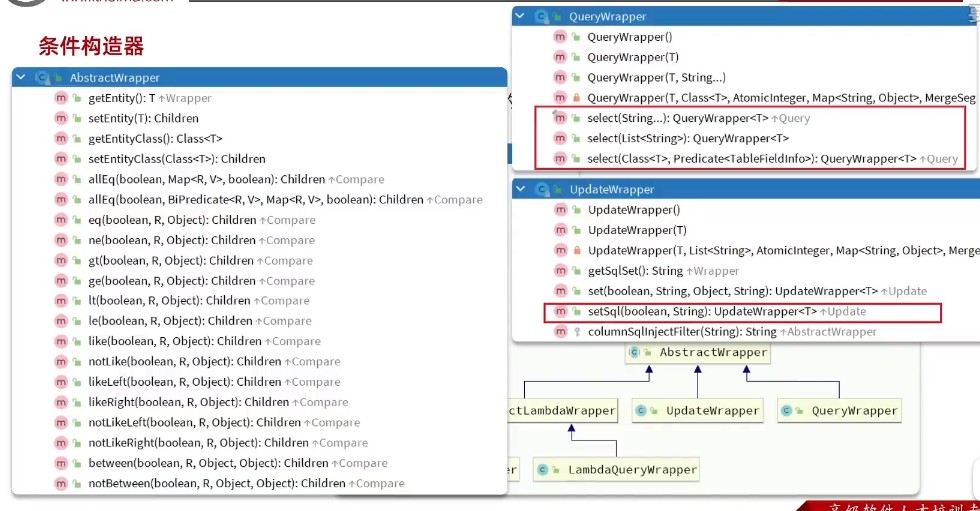 条件构造器
AbstractWrapper
getEntity(): T ↑Wrapper
setEntity(T): Children
getEntityClass(): Class<T>
setEntityClass(Class<T>): Children
allEq(boolean, Map<R, V>, boolean): Children ↑Compare
allEq(boolean, BiPredicate<R, V>, Map<R, V>, boolean): Children ↑Compare
eq(boolean, R, Object): Children ↑Compare
ne(boolean, R, Object): Children ↑Compare
gt(boolean, R, Object): Children ↑Compare
ge(boolean, R, Object): Children ↑Compare
lt(boolean, R, Object): Children ↑Compare
le(boolean, R, Object): Children ↑Compare
like(boolean, R, Object): Children ↑Compare
notLike(boolean, R, Object): Children ↑Compare
likeLeft(boolean, R, Object): Children ↑Compare
likeRight(boolean, R, Object): Children ↑Compare
notLikeLeft(boolean, R, Object): Children ↑Compare
notLikeRight(boolean, R, Object): Children ↑Compare
between(boolean, R, Object, Object): Children ↑Compare
notBetween(boolean, R, Object, Object): Children ↑Compare
QueryWrapper
QueryWrapper()
QueryWrapper(T)
QueryWrapper(T, String...)
QueryWrapper(T, Class<T>, AtomicInteger, Map<String, Object>, MergeSeg
select(String...): QueryWrapper<T> ↑Query
select(List<String>): QueryWrapper<T>
select(Class<T>, Predicate<TableFieldInfo>): QueryWrapper<T> ↑Query
UpdateWrapper
UpdateWrapper()
UpdateWrapper(T)
UpdateWrapper(T, List<String>, AtomicInteger, Map<String, Object>, Merge
getSqlSet(): String ↑Wrapper
set(boolean, String, Object, String): UpdateWrapper<T> ↑Update
setSql(boolean, String): UpdateWrapper<T> ↑Update
columnSqlInjectFilter(String): String ↑AbstractWrapper
AbstractWrapper
ctLambdaWrapper
UpdateWrapper
QueryWrapper
er
LambdaQueryWrapper